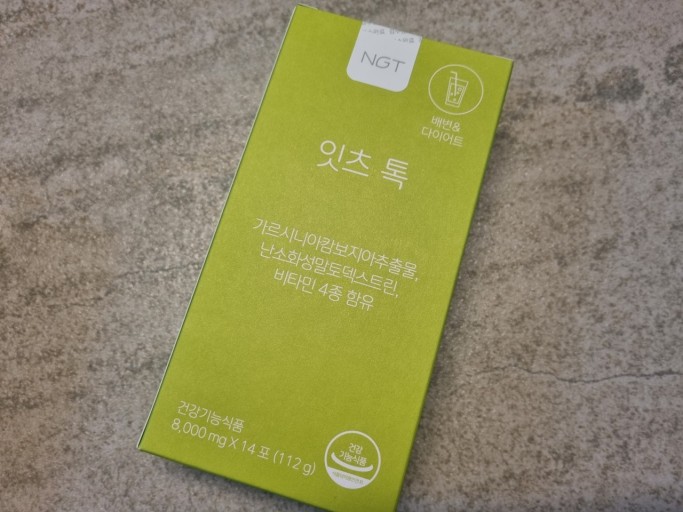 NGT
배변&
다이어트
잇츠 톡
가르시니아캄보지아추출물,
난소화성말토덱스트린,
비타민 4종 함유
건강기능식품
8,000 mg X 14 포 (112 g)
건강
기능식품